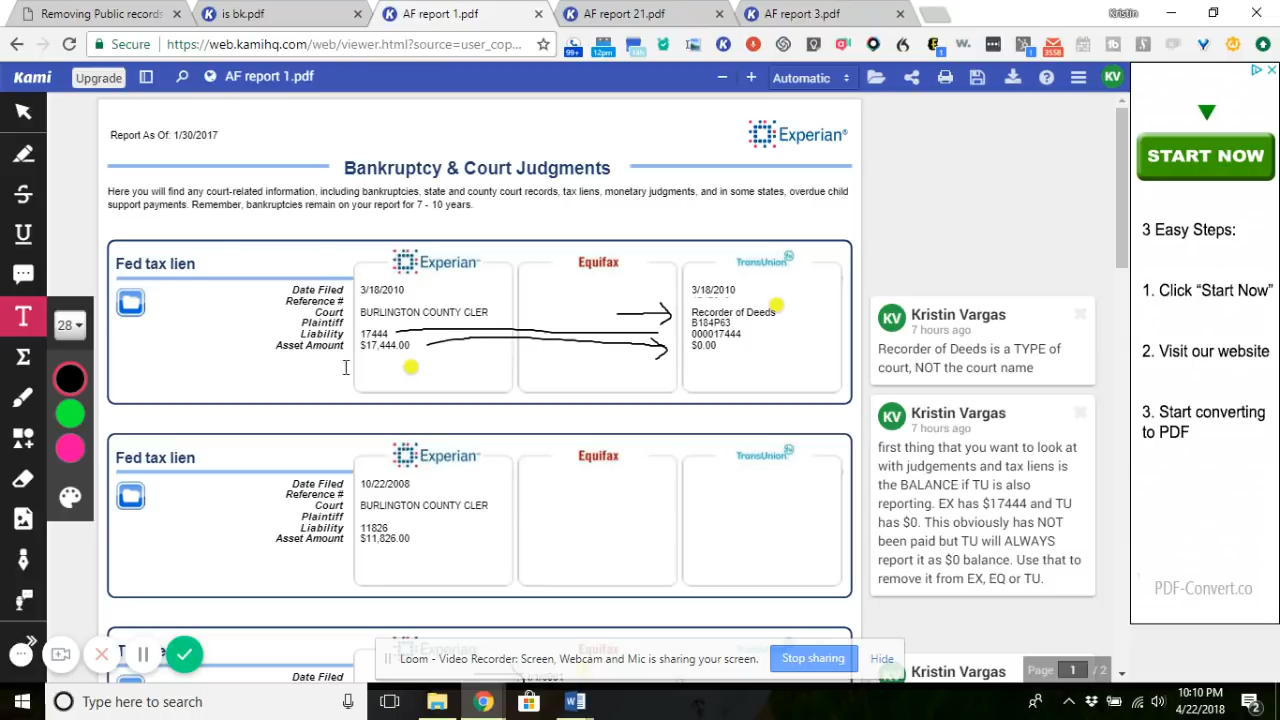 Removing Public records
is bk.pdf
AF report 1.pdf
AF report 21.pdf
AF report 3.pdf
Kristin
Secure
https://web.kamihq.com/web/viewer.html?source=user_cop...
99+
12pm
14h
1
1
3558
Kami
Upgrade
AF report 1.pdf
Automatic
KV
Report As Of: 1/30/2017
Experian
Bankruptcy & Court Judgments
Here you will find any court-related information, including bankruptcies, state and county court records, tax liens, monetary judgments, and in some states, overdue child
support payments. Remember, bankruptcies remain on your report for 7 - 10 years.
Fed tax lien
Experian
Equifax
TransUnion
Date Filed 3/18/2010 3/18/2010
Reference #
Court BURLINGTON COUNTY CLER Recorder of Deeds
Plaintiff B184P63
Liability 17444 000017444
Asset Amount $17,444.00 $0.00
Fed tax lien
Experian
Equifax
TransUnion
Date Filed 10/22/2008
Reference #
Court BURLINGTON COUNTY CLER
Plaintiff
Liability 11826
Asset Amount $11,826.00
Date Filed
28
KV
Kristin Vargas
7 hours ago
Recorder of Deeds is a TYPE of
court, NOT the court name
KV
Kristin Vargas
7 hours ago
first thing that you want to look at
with judgements and tax liens is
the BALANCE if TU is also
reporting. EX has $17444 and TU
has $0. This obviously has NOT
been paid but TU will ALWAYS
report it as $0 balance. Use that to
remove it from EX, EQ or TU.
Kristin Vargas
Page 1 / 2
START NOW
3 Easy Steps:
1. Click “Start Now”
2. Visit our website
3. Start converting
to PDF
PDF-Convert.co
Loom - Video Recorder: Screen, Webcam and Mic is sharing your screen.
Stop sharing
Hide
Type here to search
10:10 PM
4/22/2018
2